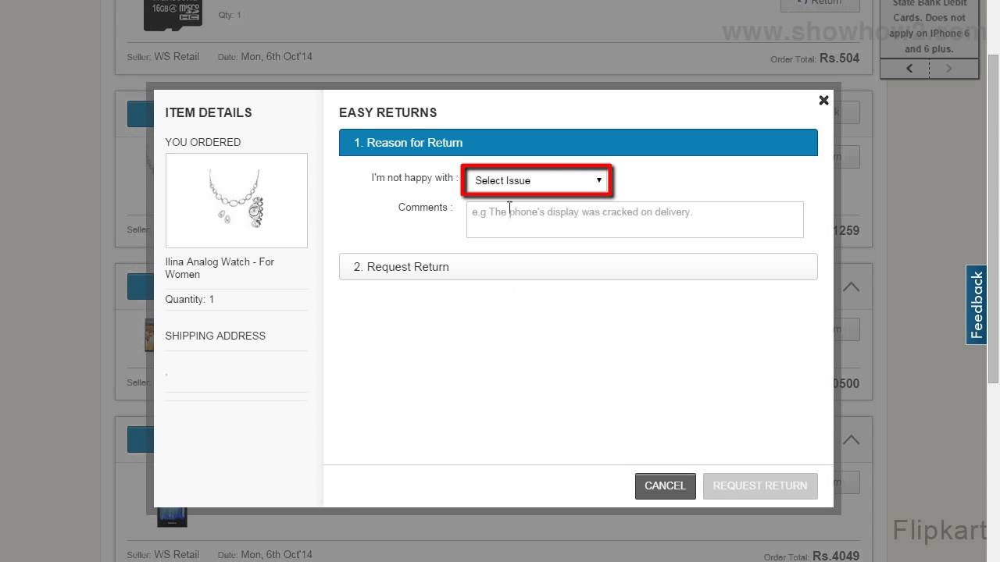 16GB microSD
Qty: 1
Return
State Bank Debit
Cards. Does not
apply on IPhone 6
and 6 plus.
www.showhow2.com
Seller: WS Retail Date: Mon, 6th Oct'14
Order Total: Rs.504
ITEM DETAILS
EASY RETURNS
YOU ORDERED
1. Reason for Return
I'm not happy with :
Select Issue
Comments :
e.g The phone's display was cracked on delivery.
Seller:
1259
2. Request Return
Ilina Analog Watch - For
Women
Quantity: 1
SHIPPING ADDRESS
Feedback
Seller:
0500
CANCEL
REQUEST RETURN
Flipkart
Seller: WS Retail Date: Mon, 6th Oct'14
Order Total: Rs.4049